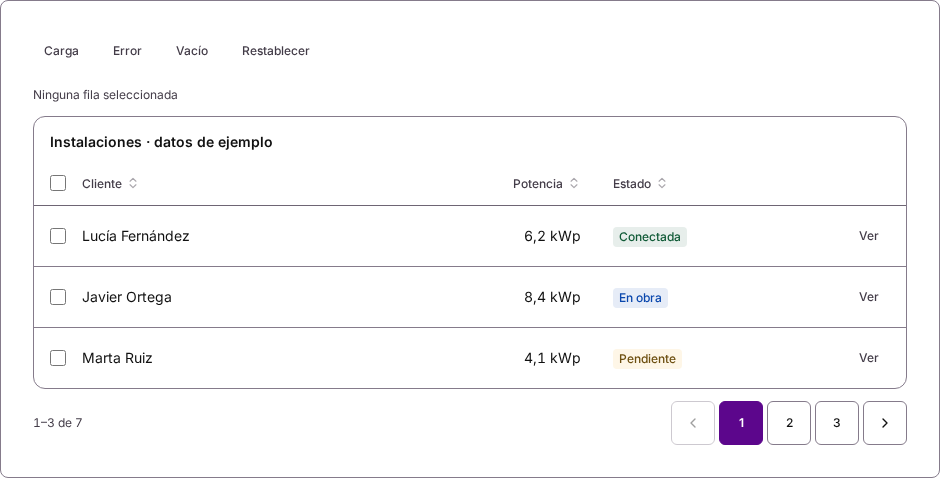 Carga Error Vacío Restablecer
Ninguna fila seleccionada
Instalaciones · datos de ejemplo
Cliente Potencia Estado
Lucía Fernández 6,2 kWp Conectada Ver
Javier Ortega 8,4 kWp En obra Ver
Marta Ruiz 4,1 kWp Pendiente Ver
1–3 de 7 1 2 3